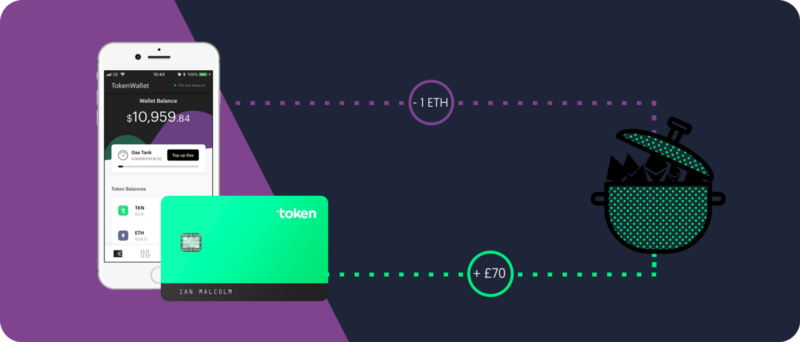 EE 12:43 100%
TokenWallet
Wallet Balance
$10,959.84
Gas Tank
Top up Gas
Token Balances
TKN
ETH
token
IAN MALCOLM
- 1 ETH
+ £70